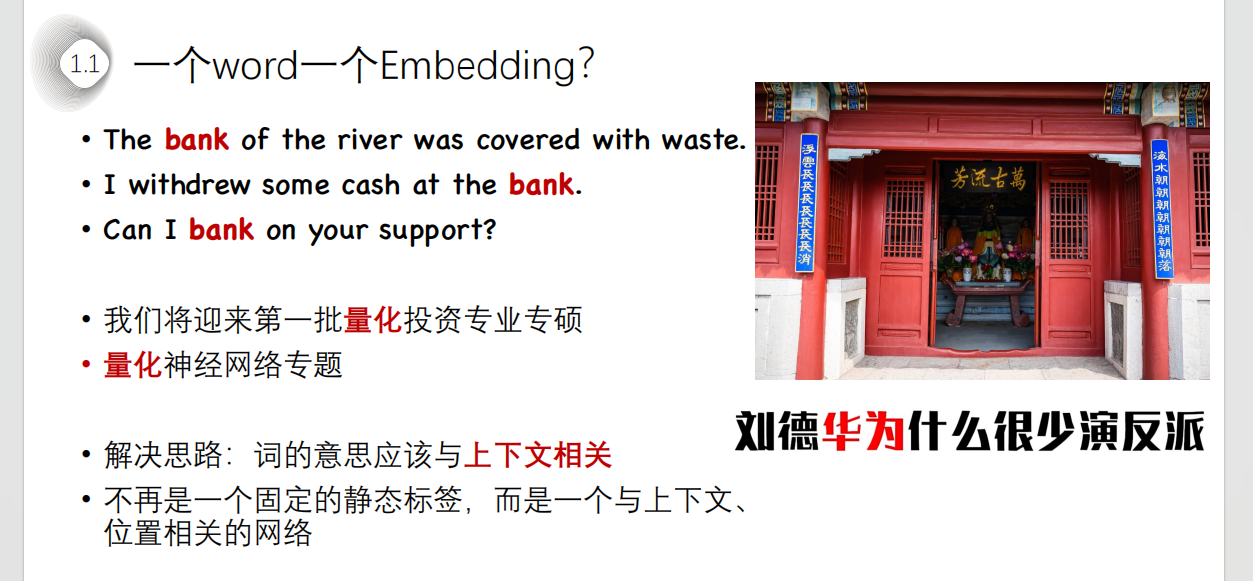 1.1
一个word一个Embedding？
• The bank of the river was covered with waste.
• I withdrew some cash at the bank.
• Can I bank on your support?
• 我们将迎来第一批量化投资专业专硕
• 量化神经网络专题
• 解决思路：词的意思应该与上下文相关
• 不再是一个固定的静态标签，而是一个与上下文、
位置相关的网络
芳流古萬
浮雲長長長長長長長消
海水朝朝朝朝朝朝朝落
刘德华为什么很少演反派